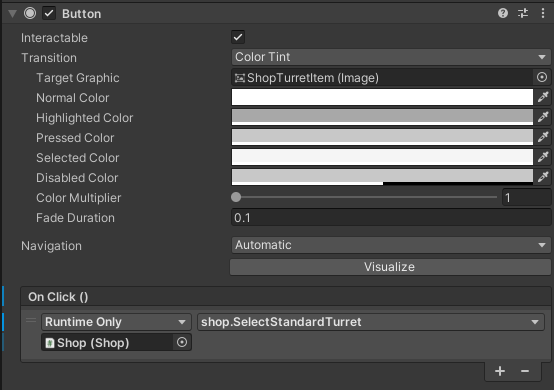 Button
Interactable
Transition Color Tint
Target Graphic ShopTurretItem (Image)
Normal Color
Highlighted Color
Pressed Color
Selected Color
Disabled Color
Color Multiplier 1
Fade Duration 0.1
Navigation Automatic
Visualize
On Click ()
Runtime Only shop.SelectStandardTurret
Shop (Shop)